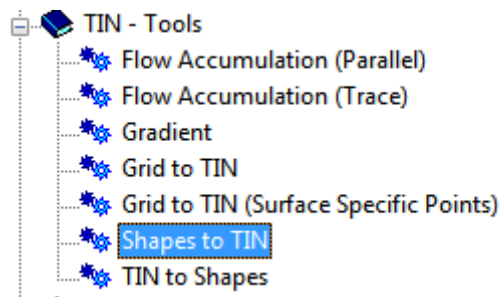 TIN - Tools
Flow Accumulation (Parallel)
Flow Accumulation (Trace)
Gradient
Grid to TIN
Grid to TIN (Surface Specific Points)
Shapes to TIN
TIN to Shapes